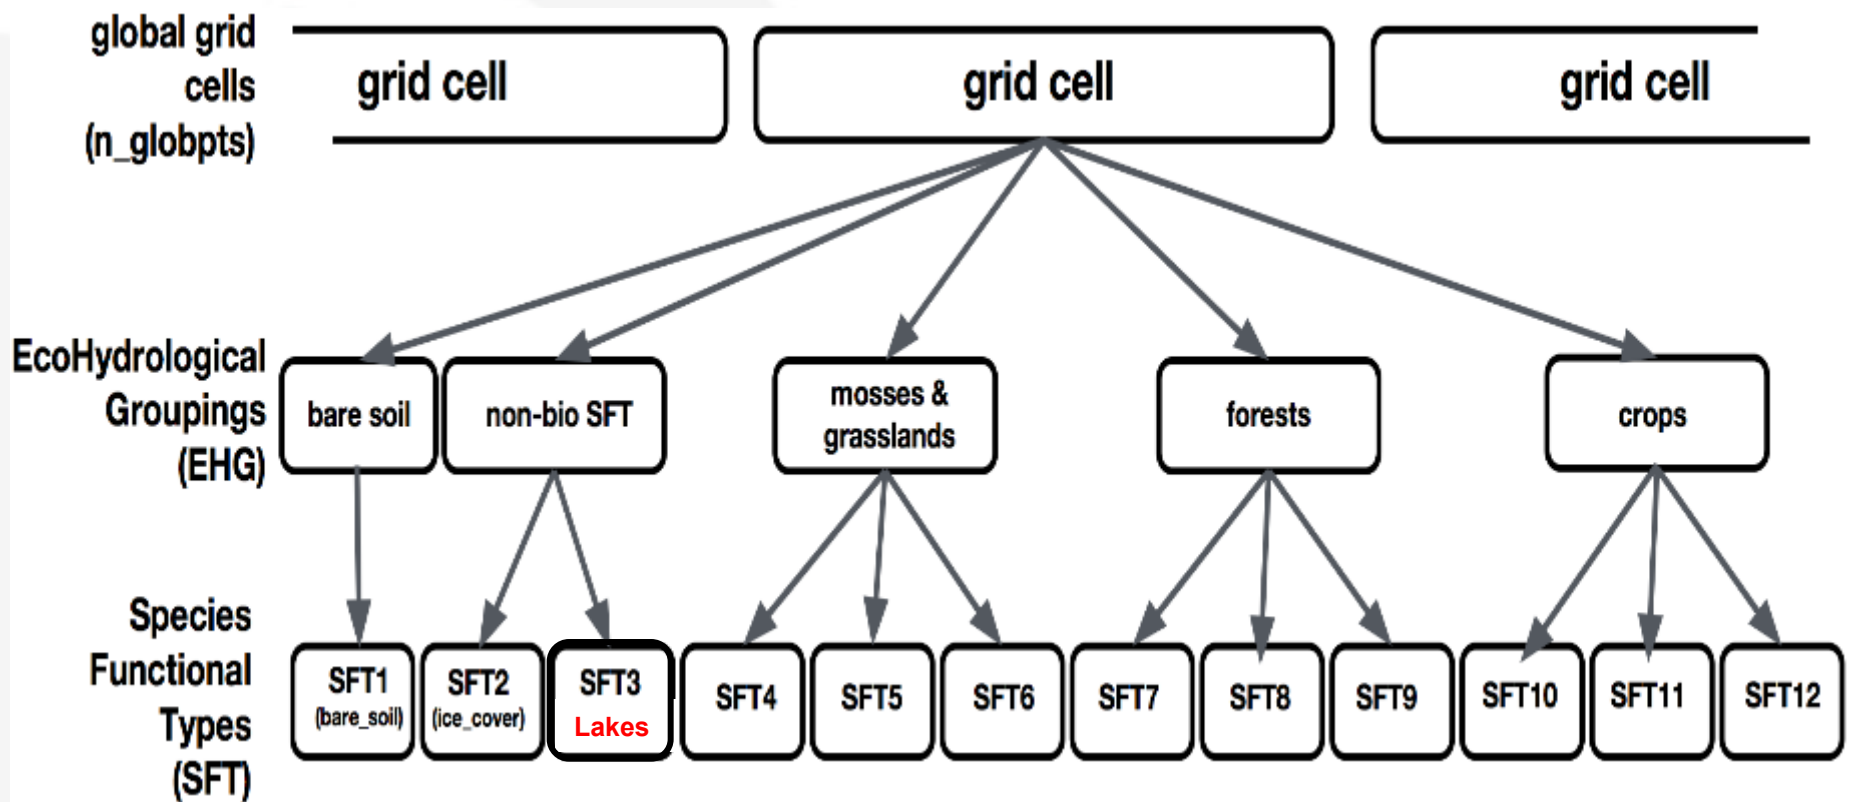 global grid
cells
(n_globpts)
grid cell
grid cell
grid cell
EcoHydrological
Groupings
(EHG)
bare soil
non-bio SFT
mosses &
grasslands
forests
crops
Species
Functional
Types
(SFT)
SFT1
(bare_soil)
SFT2
(ice_cover)
SFT3
Lakes
SFT4
SFT5
SFT6
SFT7
SFT8
SFT9
SFT10
SFT11
SFT12